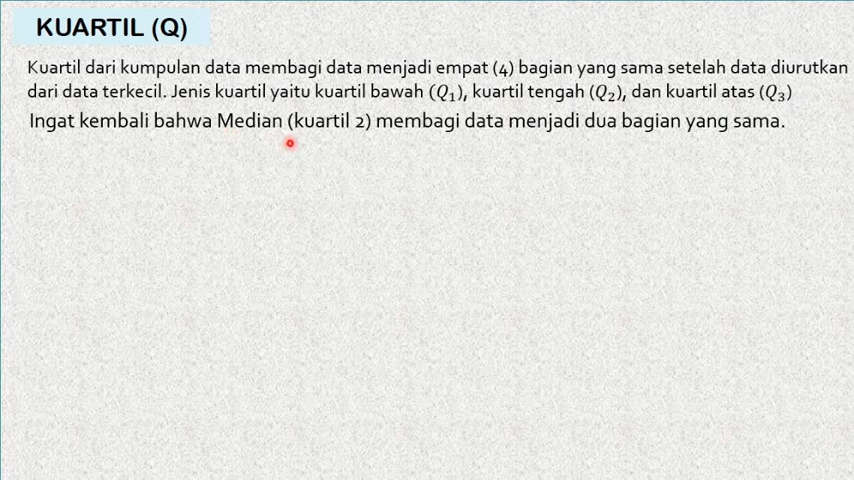 KUARTIL (Q)
Kuartil dari kumpulan data membagi data menjadi empat (4) bagian yang sama setelah data diurutkan
dari data terkecil. Jenis kuartil yaitu kuartil bawah (Q₁), kuartil tengah (Q₂), dan kuartil atas (Q₃)
Ingat kembali bahwa Median (kuartil 2) membagi data menjadi dua bagian yang sama.